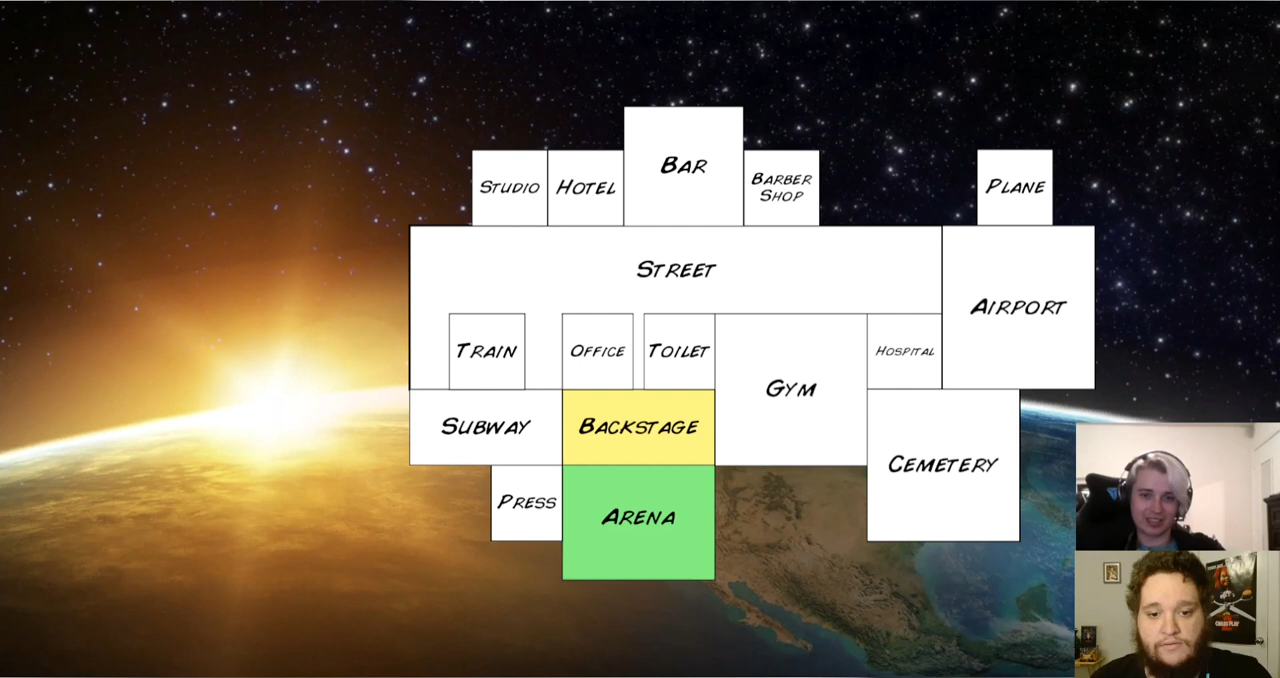 BAR
STUDIO
HOTEL
BARBER
SHOP
PLANE
STREET
AIRPORT
TRAIN
OFFICE
TOILET
HOSPITAL
GYM
SUBWAY
BACKSTAGE
CEMETERY
PRESS
ARENA